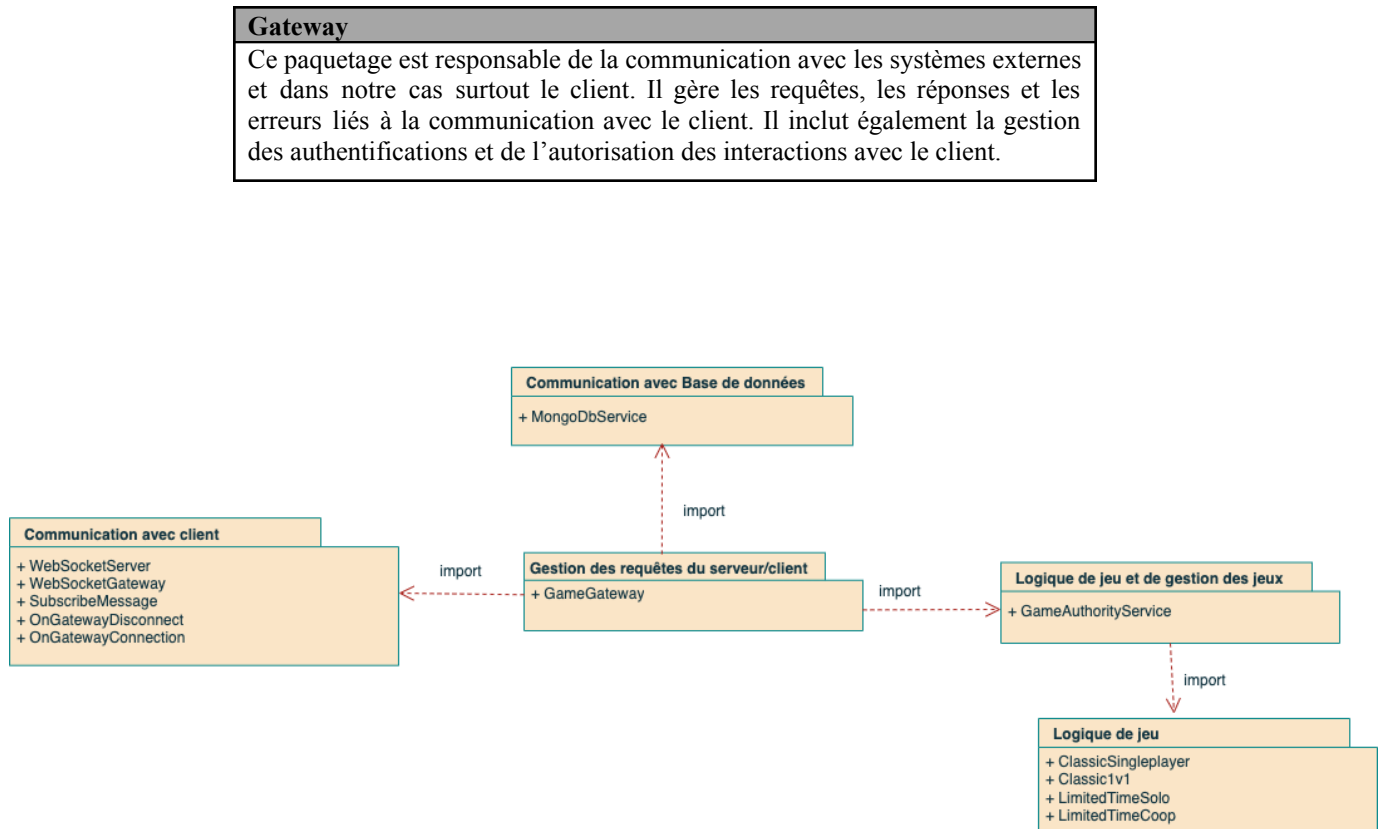 Gateway
Ce paquetage est responsable de la communication avec les systèmes externes
et dans notre cas surtout le client. Il gère les requêtes, les réponses et les
erreurs liés à la communication avec le client. Il inclut également la gestion
des authentifications et de l’autorisation des interactions avec le client.
Communication avec Base de données
+ MongoDbService
import
Communication avec client
+ WebSocketServer
+ WebSocketGateway
+ SubscribeMessage
+ OnGatewayDisconnect
+ OnGatewayConnection
import
Gestion des requêtes du serveur/client
+ GameGateway
import
Logique de jeu et de gestion des jeux
+ GameAuthorityService
import
Logique de jeu
+ ClassicSingleplayer
+ Classic1v1
+ LimitedTimeSolo
+ LimitedTimeCoop